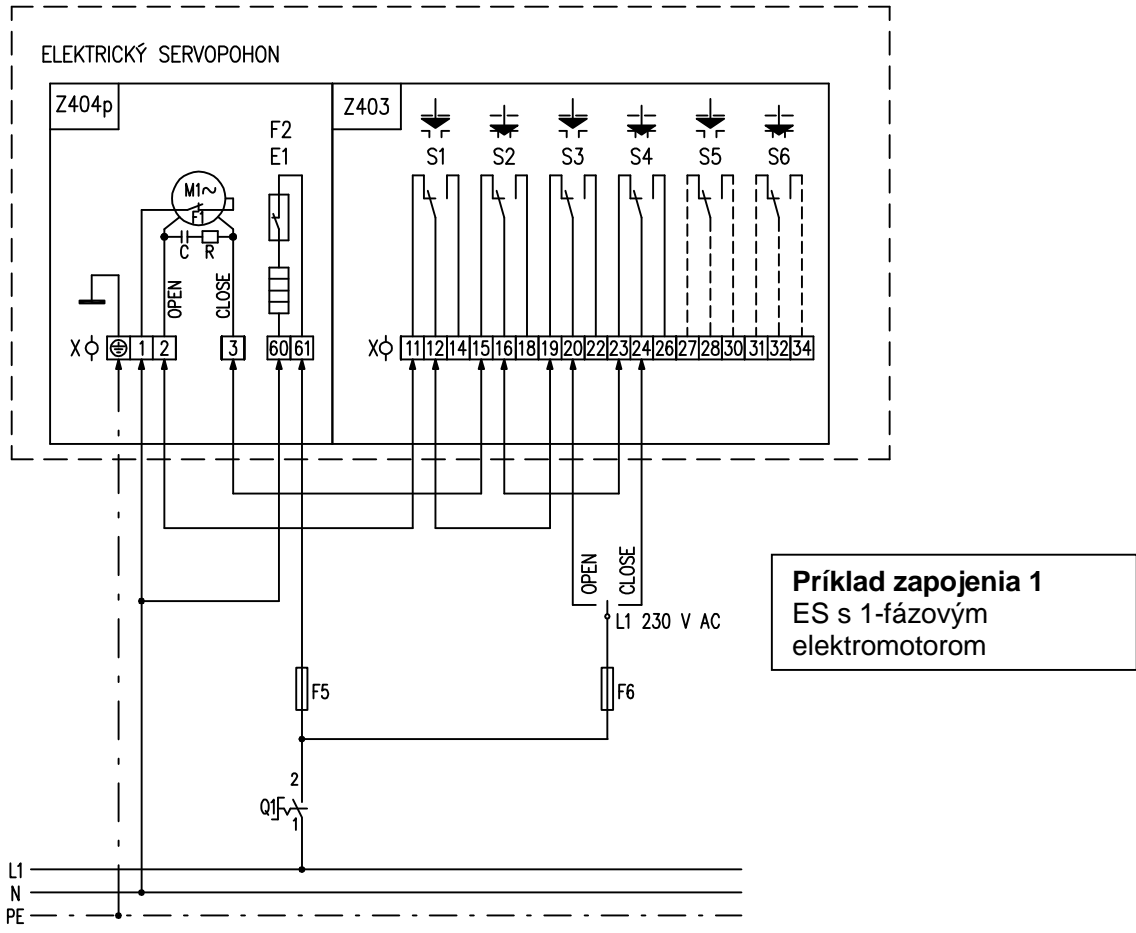 ELEKTRICKÝ SERVOPOHON
Z404p
Z403
F2
E1
S1 S2 S3 S4 S5 S6
M1~
F1
C R
OPEN
CLOSE
X 1 2 3 60 61
X 11 12 14 15 16 18 19 20 22 23 24 26 27 28 30 31 32 34
OPEN
CLOSE
L1 230 V AC
Príklad zapojenia 1
ES s 1-fázovým
elektromotorom
F5
F6
2
Q1
1
L1
N
PE